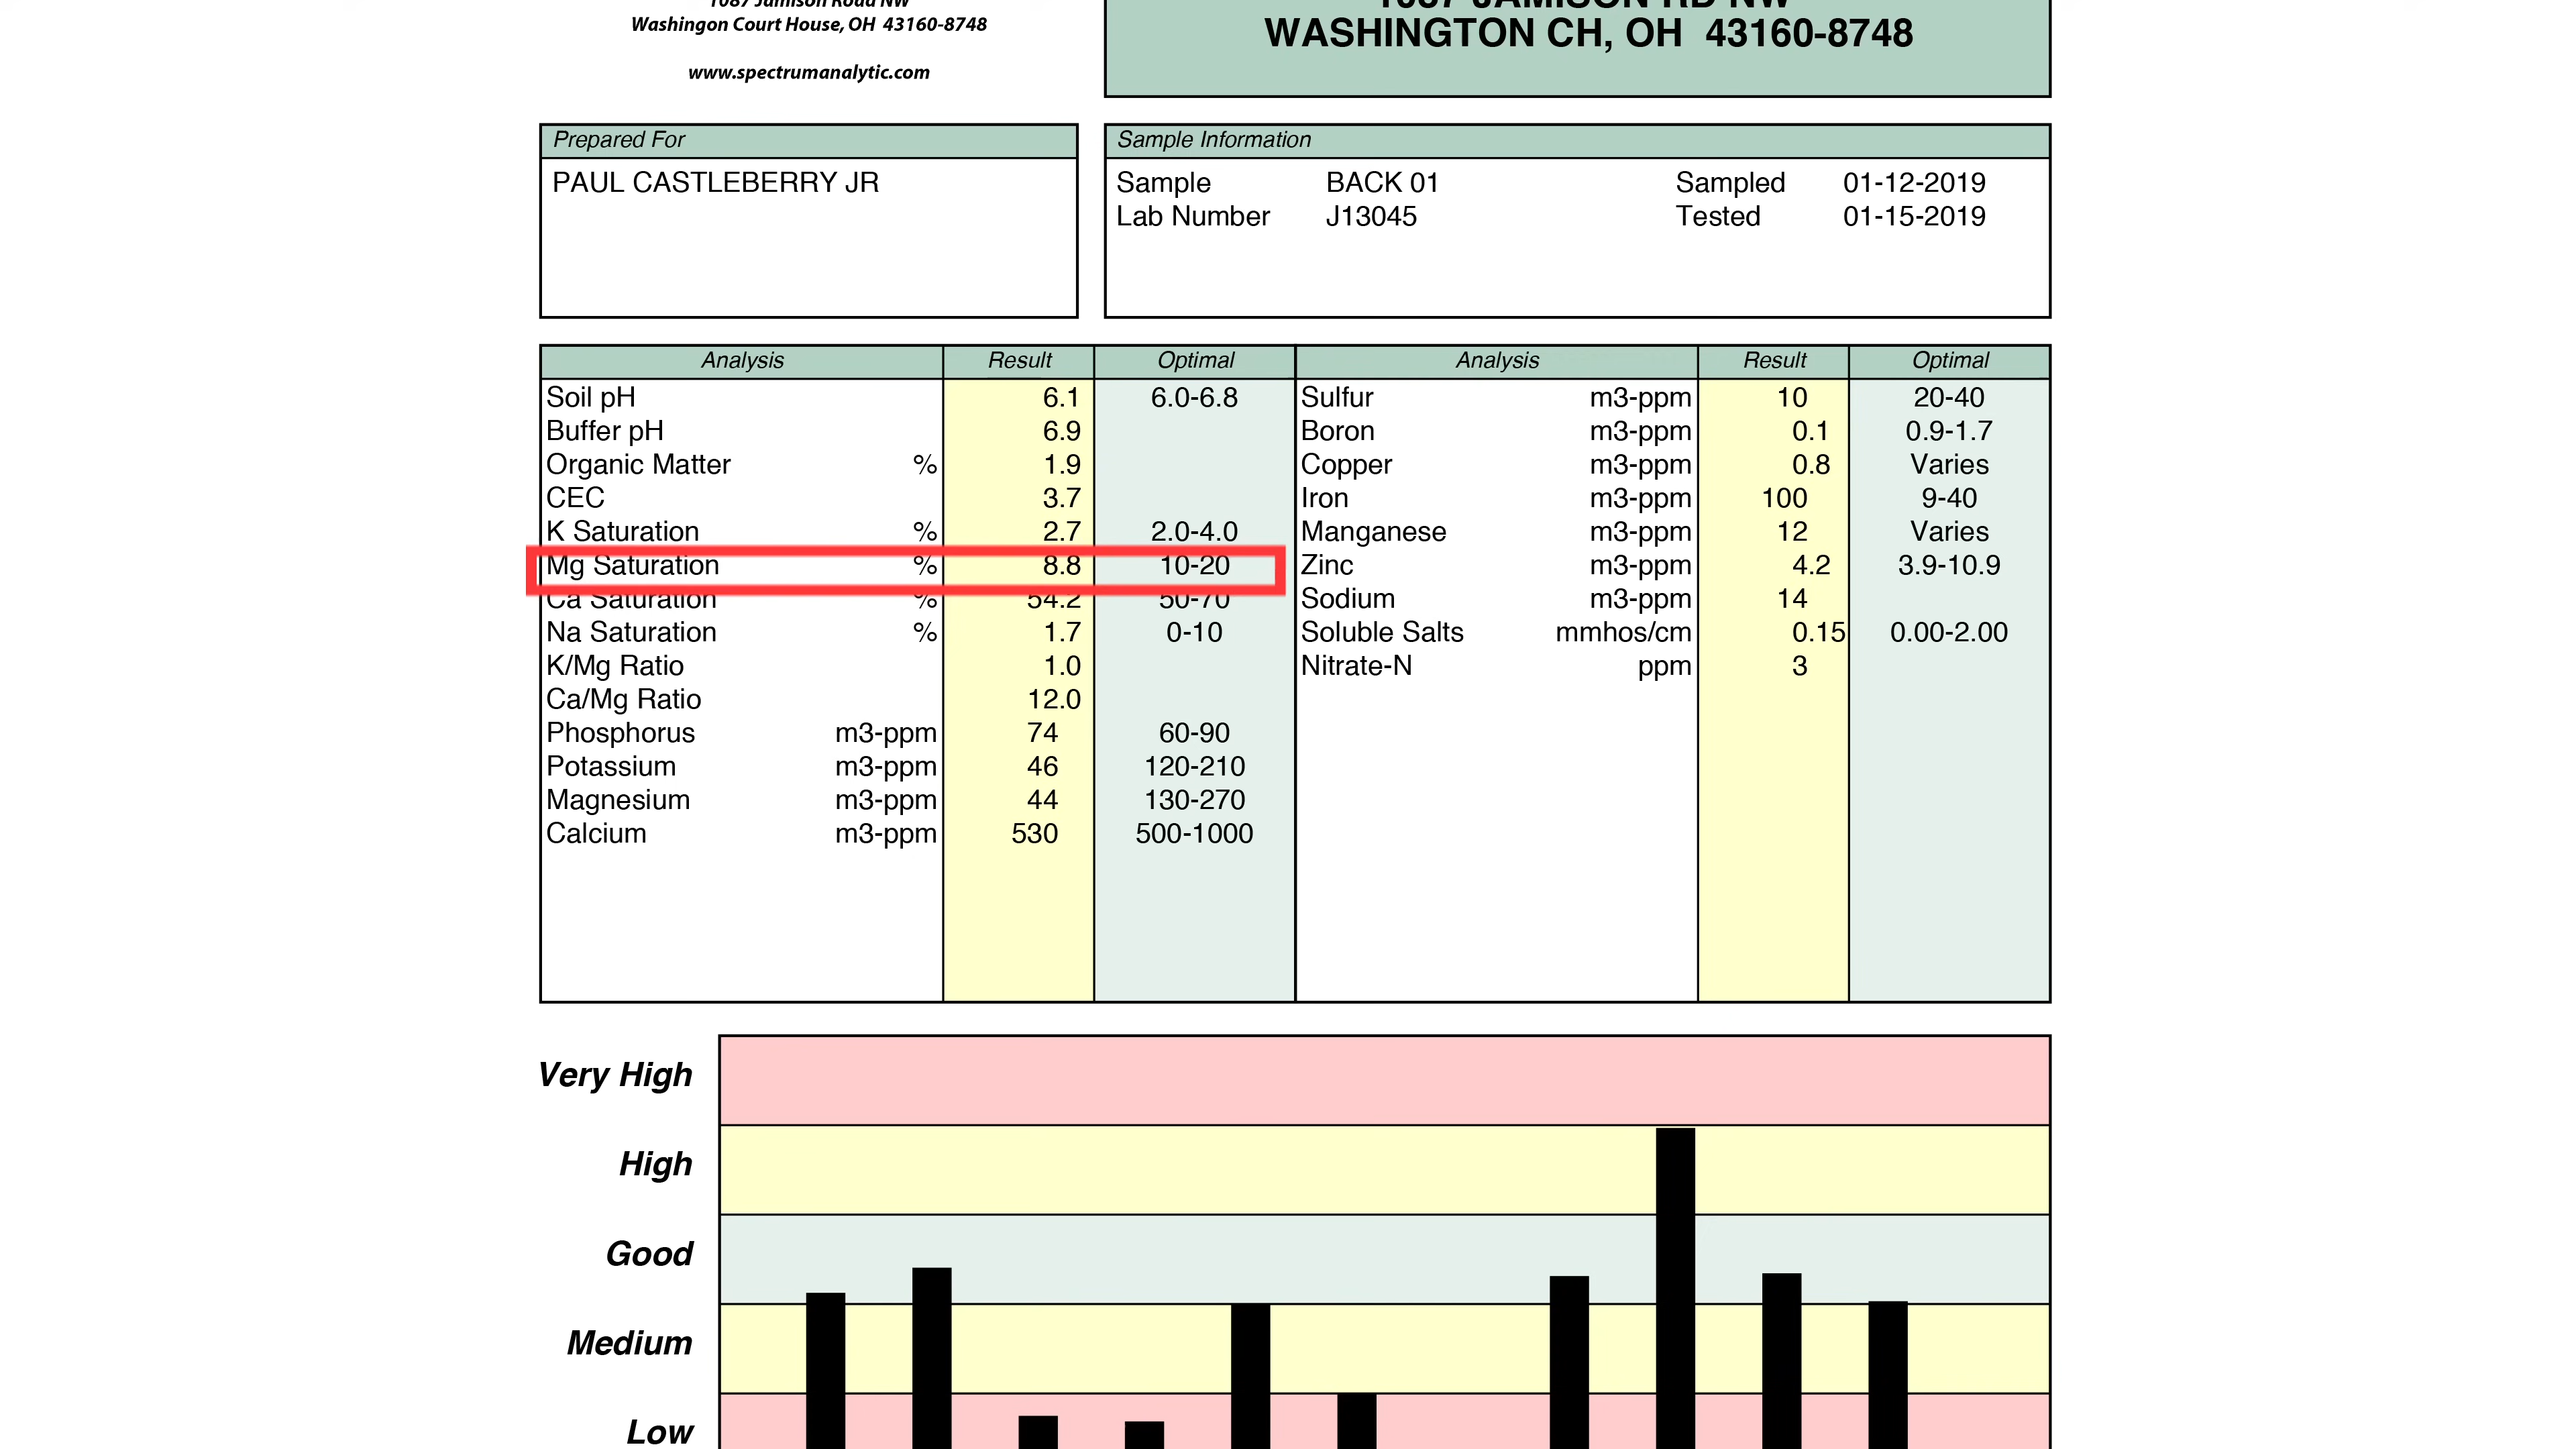 1087 Jamison Road NW
Washingon Court House, OH 43160-8748
www.spectrumanalytic.com
1087 JAMISON RD NW
WASHINGTON CH, OH 43160-8748
Prepared For
PAUL CASTLEBERRY JR
Sample Information
Sample BACK 01 Sampled 01-12-2019
Lab Number J13045 Tested 01-15-2019
Analysis Result Optimal Analysis Result Optimal
Soil pH 6.1 6.0-6.8 Sulfur m3-ppm 10 20-40
Buffer pH 6.9 Boron m3-ppm 0.1 0.9-1.7
Organic Matter % 1.9 Copper m3-ppm 0.8 Varies
CEC 3.7 Iron m3-ppm 100 9-40
K Saturation % 2.7 2.0-4.0 Manganese m3-ppm 12 Varies
Mg Saturation % 8.8 10-20 Zinc m3-ppm 4.2 3.9-10.9
Ca Saturation % 54.2 50-70 Sodium m3-ppm 14
Na Saturation % 1.7 0-10 Soluble Salts mmhos/cm 0.15 0.00-2.00
K/Mg Ratio 1.0 Nitrate-N ppm 3
Ca/Mg Ratio 12.0
Phosphorus m3-ppm 74 60-90
Potassium m3-ppm 46 120-210
Magnesium m3-ppm 44 130-270
Calcium m3-ppm 530 500-1000
Very High
High
Good
Medium
Low